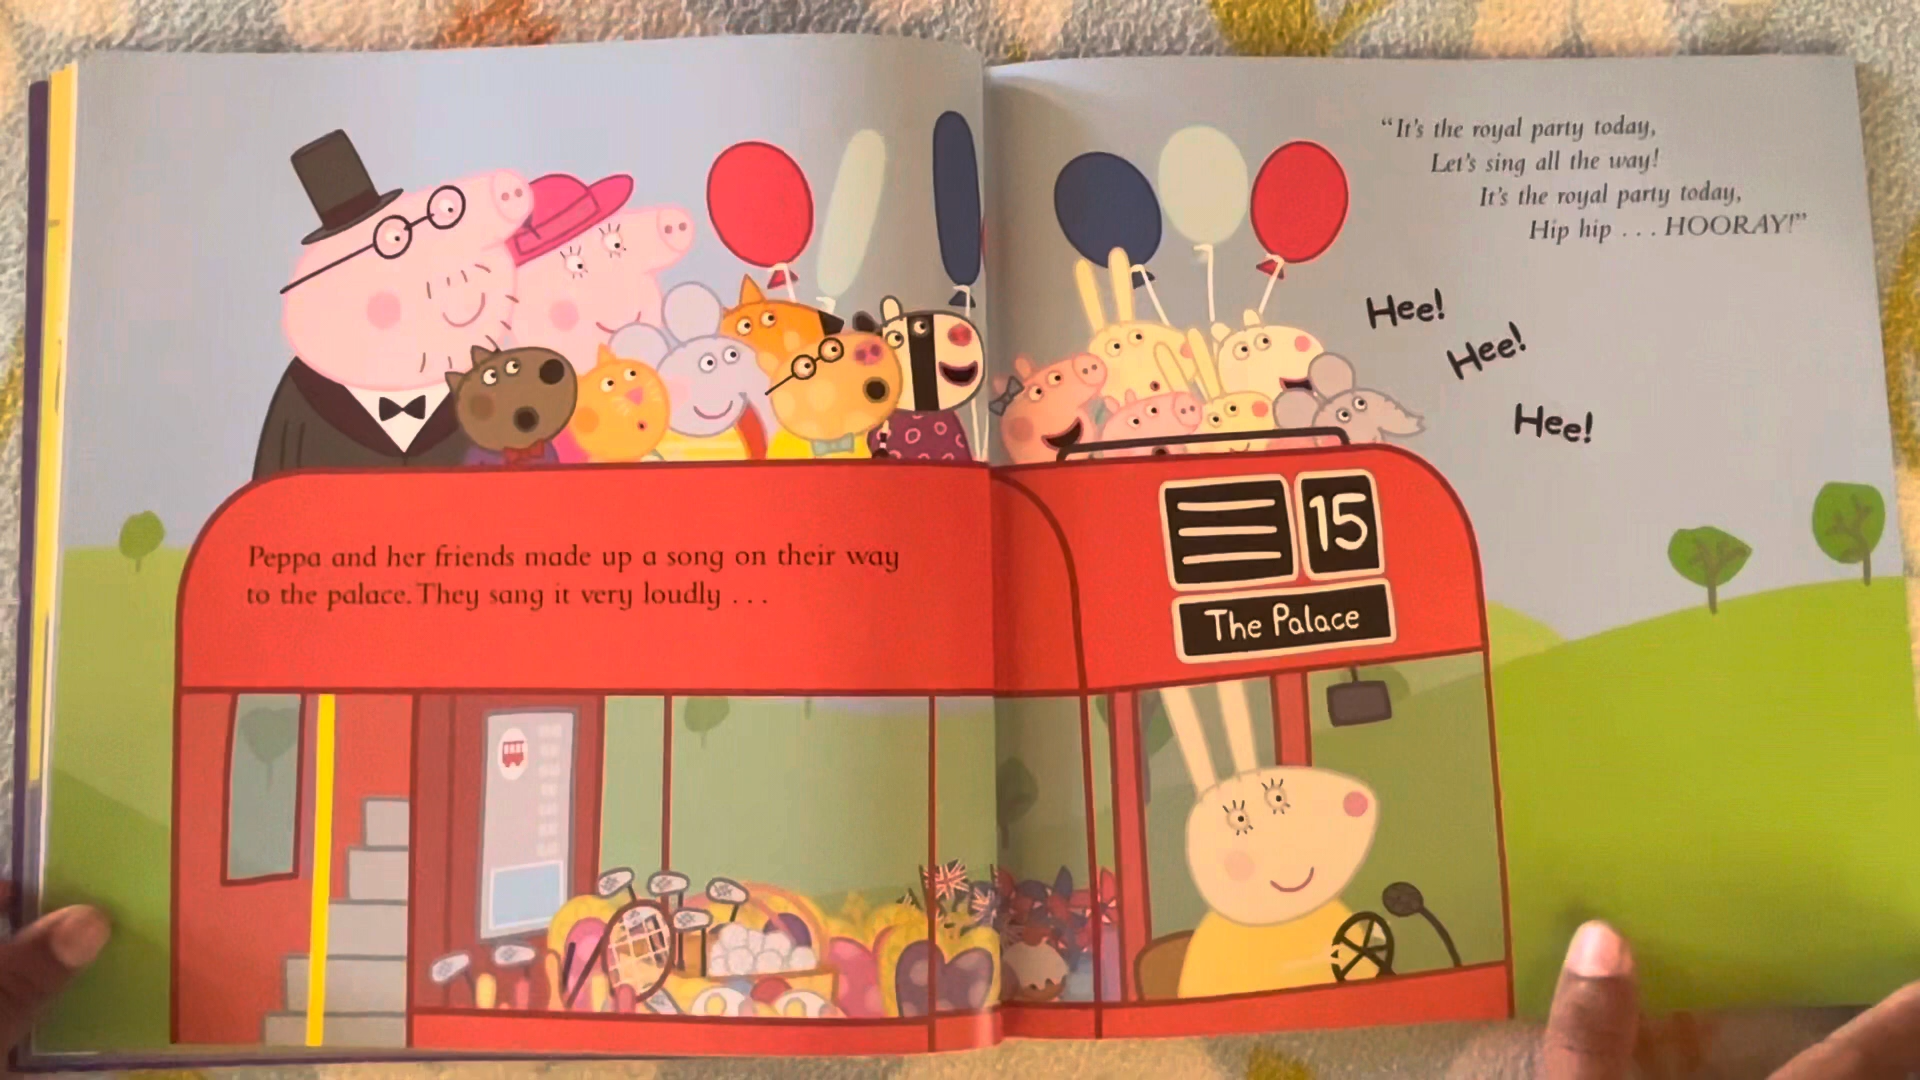 Peppa and her friends made up a song on their way
to the palace. They sang it very loudly . . .
“It’s the royal party today,
Let’s sing all the way!
It’s the royal party today,
Hip hip . . . HOORAY!”
Hee!
Hee!
Hee!
15
The Palace